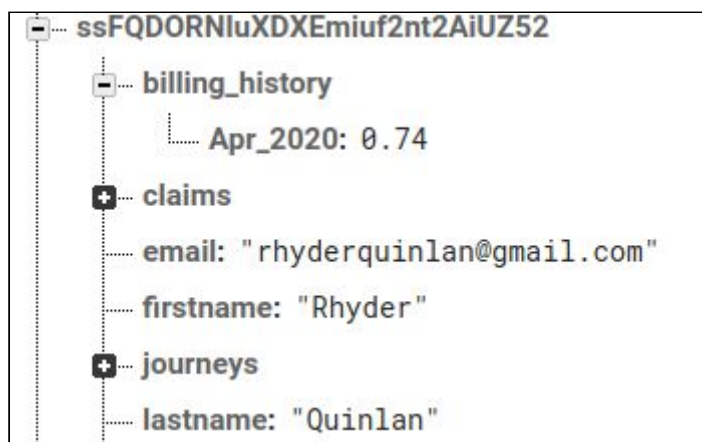 ssFQDORNluXDXEmiuf2nt2AiUZ52
billing_history
Apr_2020: 0.74
claims
email: "rhyderquinlan@gmail.com"
firstname: "Rhyder"
journeys
lastname: "Quinlan"